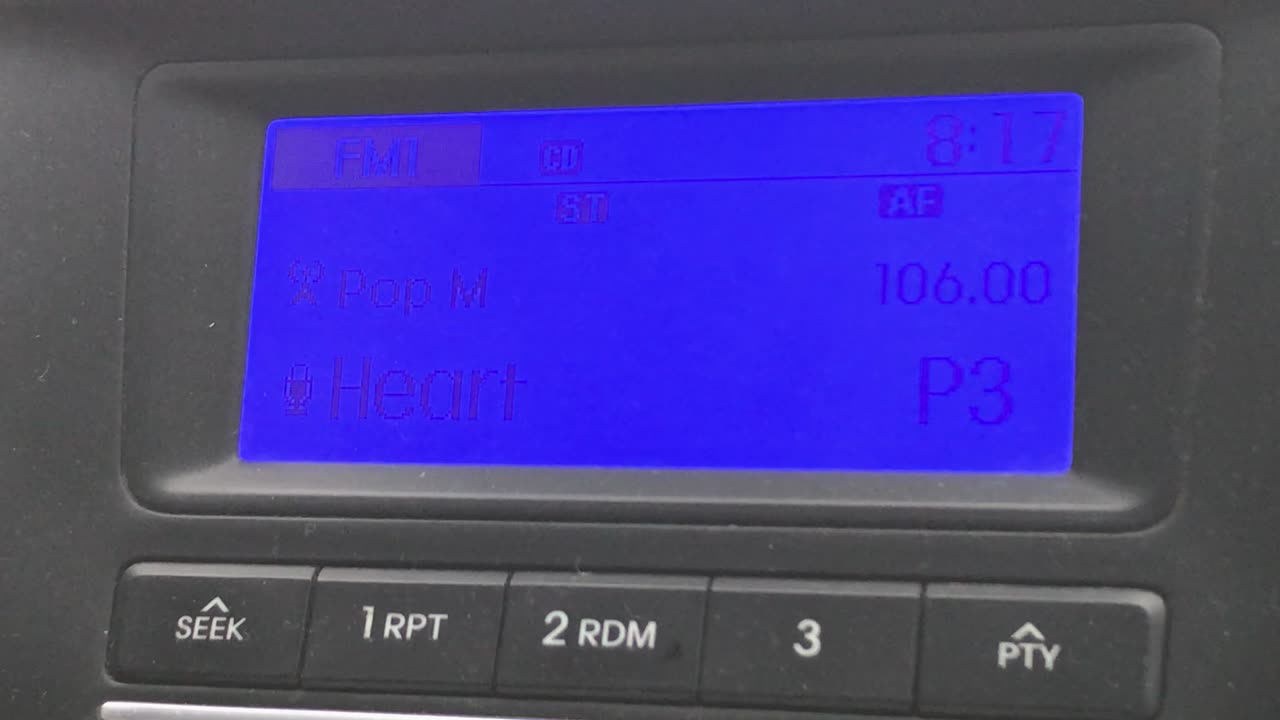 FM1 CD 8:17
ST AF
Pop M 106.00
Heart P3
SEEK 1 RPT 2 RDM 3 PTY